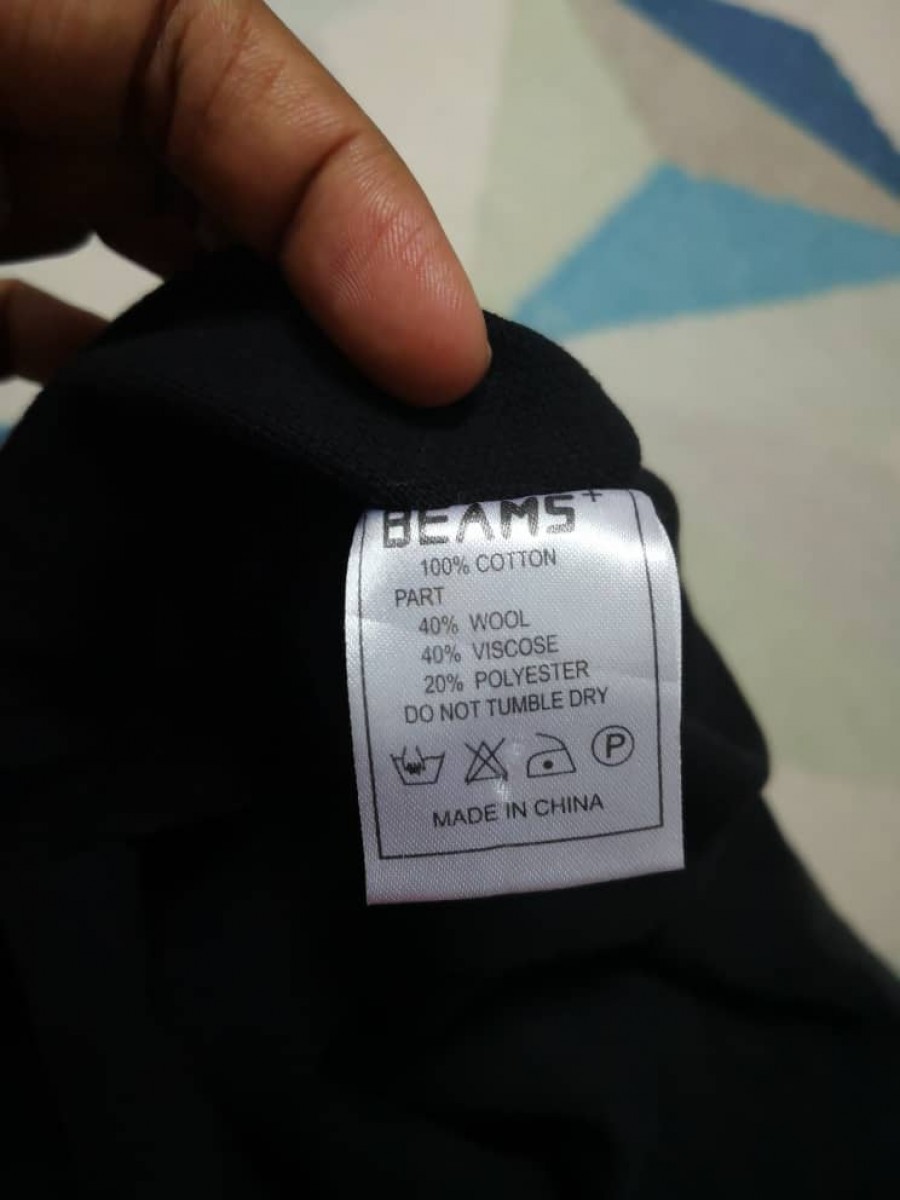 BEAMS+
100% COTTON
PART
40% WOOL
40% VISCOSE
20% POLYESTER
DO NOT TUMBLE DRY
P
MADE IN CHINA